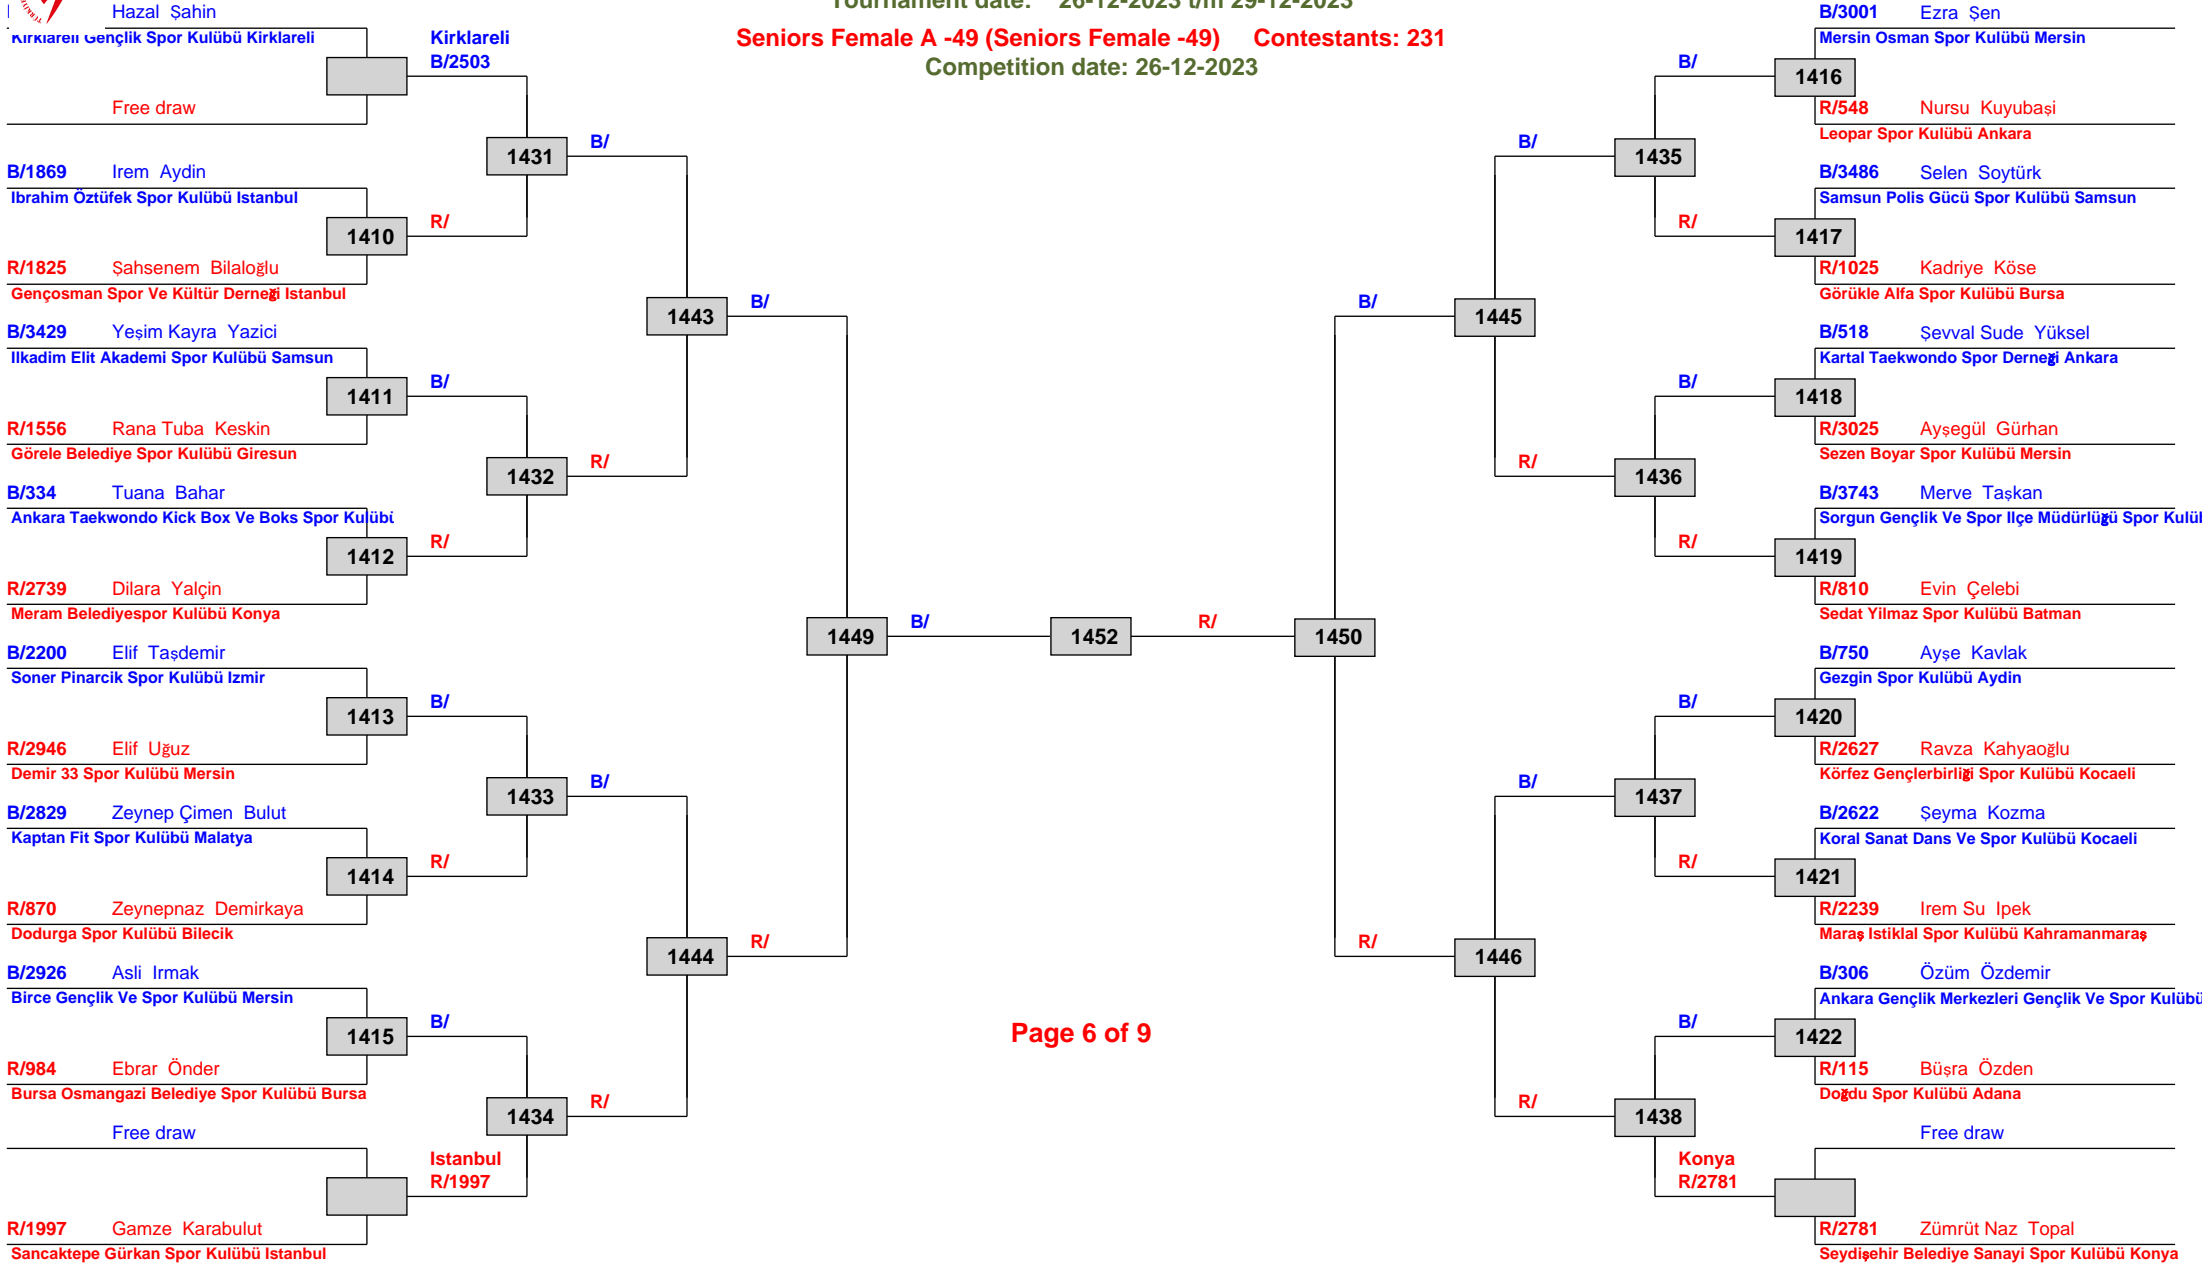 Tournament date: 26-12-2023 t/m 29-12-2023
Seniors Female A -49 (Seniors Female -49) Contestants: 231
Competition date: 26-12-2023
Hazal Şahin
Kirklareli Gençlik Spor Kulübü Kirklareli
Free draw
B/1869 Irem Aydin
Ibrahim Öztüfek Spor Kulübü Istanbul
1410
R/1825 Şahsenem Bilaloğlu
Gençosman Spor Ve Kültür Derneği Istanbul
B/3429 Yeşim Kayra Yazici
Ilkadim Elit Akademi Spor Kulübü Samsun
1411
R/1556 Rana Tuba Keskin
Görele Belediye Spor Kulübü Giresun
B/334 Tuana Bahar
Ankara Taekwondo Kick Box Ve Boks Spor Kulübü
1412
R/2739 Dilara Yalçin
Meram Belediyespor Kulübü Konya
B/2200 Elif Taşdemir
Soner Pinarcik Spor Kulübü Izmir
1413
R/2946 Elif Uğuz
Demir 33 Spor Kulübü Mersin
B/2829 Zeynep Çimen Bulut
Kaptan Fit Spor Kulübü Malatya
1414
R/870 Zeynepnaz Demirkaya
Dodurga Spor Kulübü Bilecik
B/2926 Asli Irmak
Birce Gençlik Ve Spor Kulübü Mersin
1415
R/984 Ebrar Önder
Bursa Osmangazi Belediye Spor Kulübü Bursa
Free draw
R/1997 Gamze Karabulut
Sancaktepe Gürkan Spor Kulübü Istanbul
Kirklareli
B/2503
1431
R/
B/
1432
R/
B/
1433
R/
B/
1434
Istanbul
R/1997
B/
1443
R/
B/
1444
R/
B/
1449
R/
B/
1452
R/
Page 6 of 9
B/
1450
R/
B/
1445
R/
B/
1446
R/
B/
1435
R/
B/
1436
R/
B/
1437
R/
B/
1438
Konya
R/2781
B/3001 Ezra Şen
Mersin Osman Spor Kulübü Mersin
1416
R/548 Nursu Kuyubaşi
Leopar Spor Kulübü Ankara
B/3486 Selen Soytürk
Samsun Polis Gücü Spor Kulübü Samsun
1417
R/1025 Kadriye Köse
Görükle Alfa Spor Kulübü Bursa
B/518 Şevval Sude Yüksel
Kartal Taekwondo Spor Derneği Ankara
1418
R/3025 Ayşegül Gürhan
Sezen Boyar Spor Kulübü Mersin
B/3743 Merve Taşkan
Sorgun Gençlik Ve Spor Ilçe Müdürlüğü Spor
1419
R/810 Evin Çelebi
Sedat Yilmaz Spor Kulübü Batman
B/750 Ayşe Kavlak
Gezgin Spor Kulübü Aydin
1420
R/2627 Ravza Kahyaoğlu
Körfez Gençlerbirliği Spor Kulübü Kocaeli
B/2622 Şeyma Kozma
Koral Sanat Dans Ve Spor Kulübü Kocaeli
1421
R/2239 Irem Su Ipek
Maraş Istiklal Spor Kulübü Kahramanmaraş
B/306 Özüm Özdemir
Ankara Gençlik Merkezleri Gençlik Ve Spor Kulübü
1422
R/115 Büşra Özden
Doğdu Spor Kulübü Adana
Free draw
R/2781 Zümrüt Naz Topal
Seydişehir Belediye Sanayi Spor Kulübü Konya